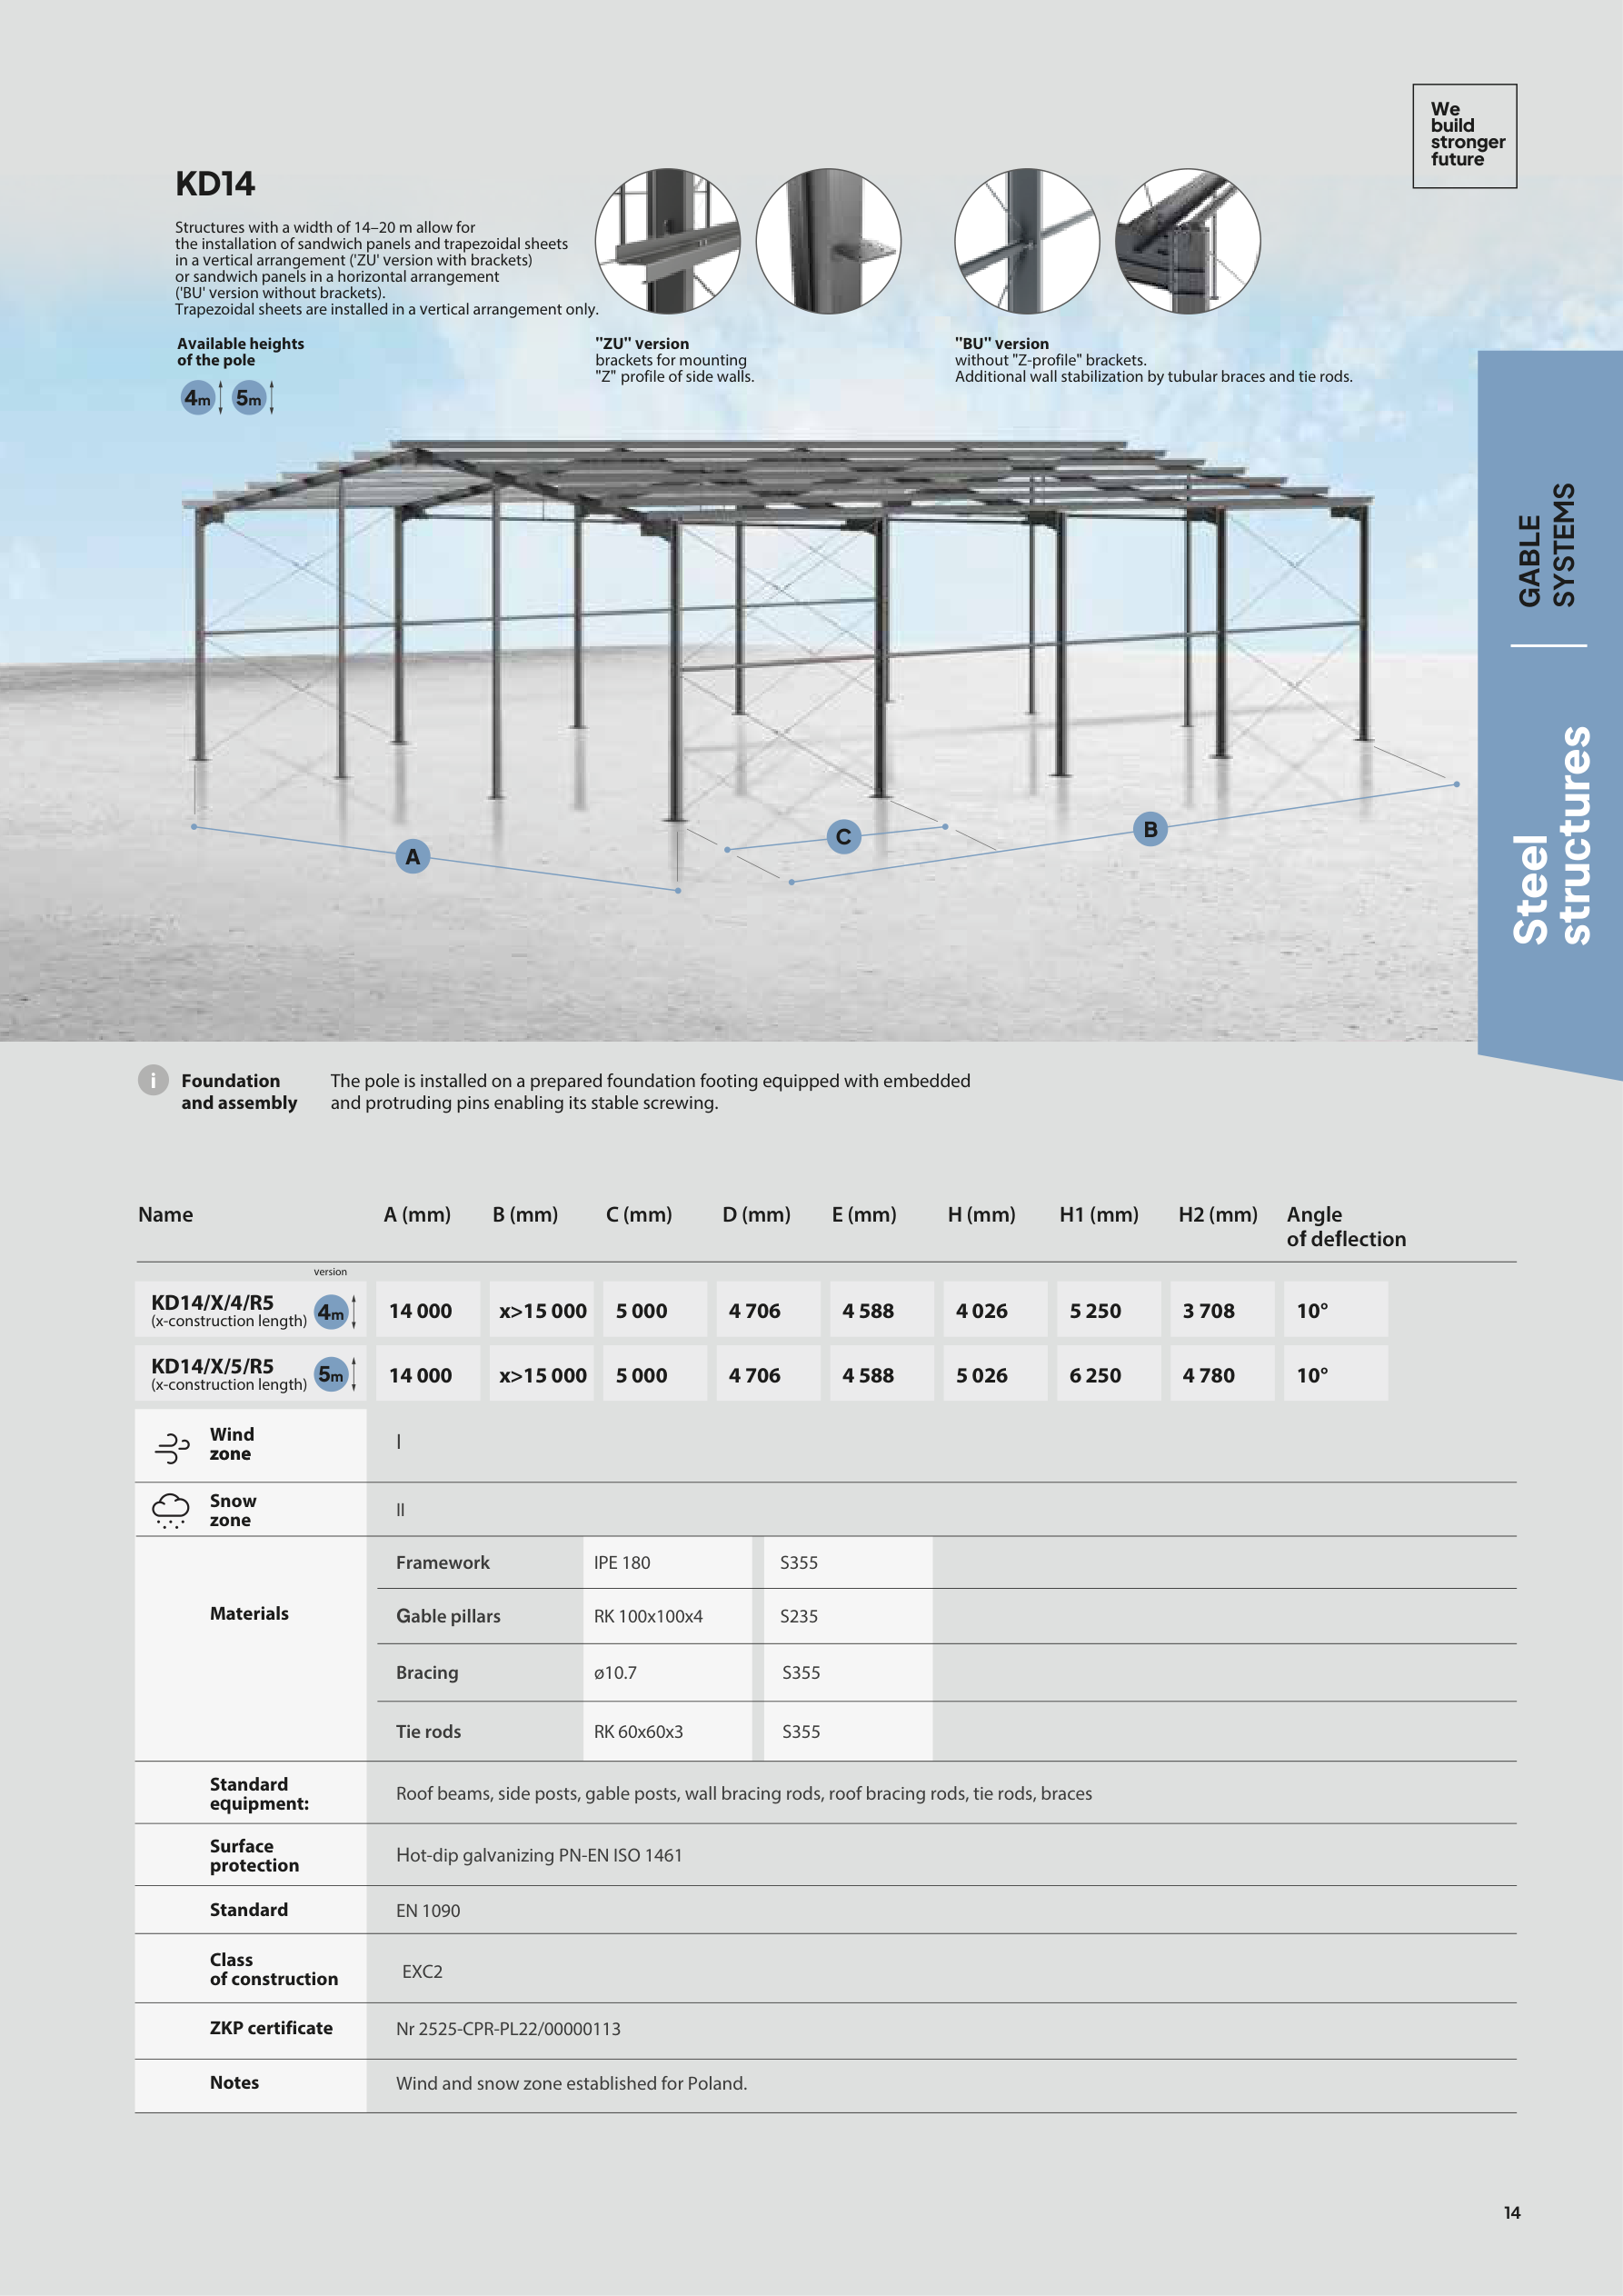 We
build
stronger
future
KD14
Structures with a width of 14–20 m allow for
the installation of sandwich panels and trapezoidal sheets
in a vertical arrangement ('ZU' version with brackets)
or sandwich panels in a horizontal arrangement
('BU' version without brackets).
Trapezoidal sheets are installed in a vertical arrangement only.
Available heights
of the pole
4m 5m
"ZU" version
brackets for mounting
"Z" profile of side walls.
"BU" version
without "Z-profile" brackets.
Additional wall stabilization by tubular braces and tie rods.
GABLE
SYSTEMS
Steel
structures
A
C
B
i
Foundation
and assembly
The pole is installed on a prepared foundation footing equipped with embedded
and protruding pins enabling its stable screwing.
Name A (mm) B (mm) C (mm) D (mm) E (mm) H (mm) H1 (mm) H2 (mm) Angle
of deflection
version
KD14/X/4/R5
(x-construction length)
4m 14 000 x>15 000 5 000 4 706 4 588 4 026 5 250 3 708 10°
KD14/X/5/R5
(x-construction length)
5m 14 000 x>15 000 5 000 4 706 4 588 5 026 6 250 4 780 10°
Wind
zone
I
Snow
zone
II
Materials
Framework IPE 180 S355
Gable pillars RK 100x100x4 S235
Bracing ø10.7 S355
Tie rods RK 60x60x3 S355
Standard
equipment:
Roof beams, side posts, gable posts, wall bracing rods, roof bracing rods, tie rods, braces
Surface
protection
Hot-dip galvanizing PN-EN ISO 1461
Standard EN 1090
Class
of construction
EXC2
ZKP certificate Nr 2525-CPR-PL22/00000113
Notes Wind and snow zone established for Poland.
14